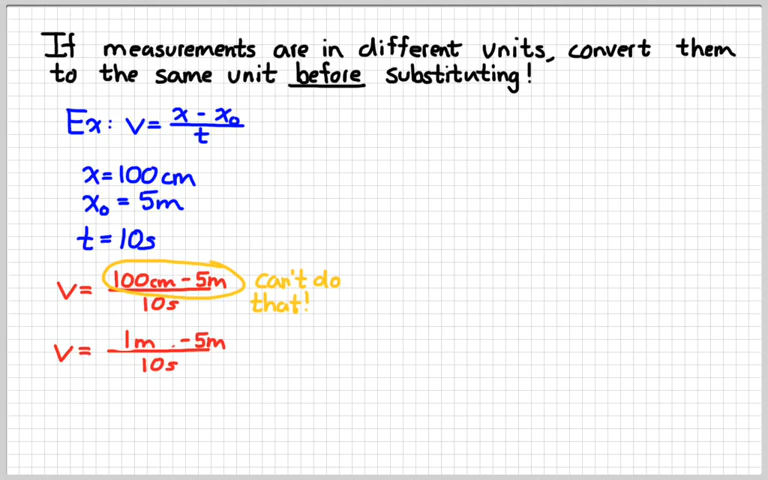 If measurements are in different units, convert them
to the same unit before substituting!
Ex: v = (x - x₀)/t
x = 100 cm
x₀ = 5m
t = 10s
v = (100cm - 5m)/10s can't do that!
v = (1m . - 5m)/10s